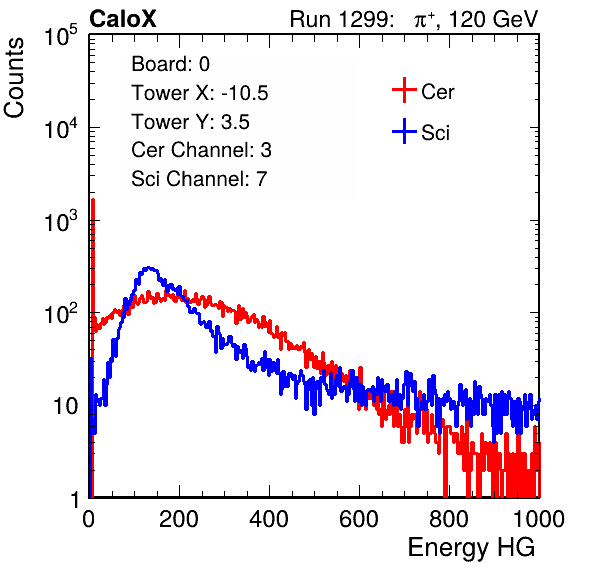 CaloX Run 1299: π⁺, 120 GeV
Counts
10⁵
10⁴
10³
10²
10
1
Board: 0
Tower X: -10.5
Tower Y: 3.5
Cer Channel: 3
Sci Channel: 7
Cer
Sci
0 200 400 600 800 1000
Energy HG